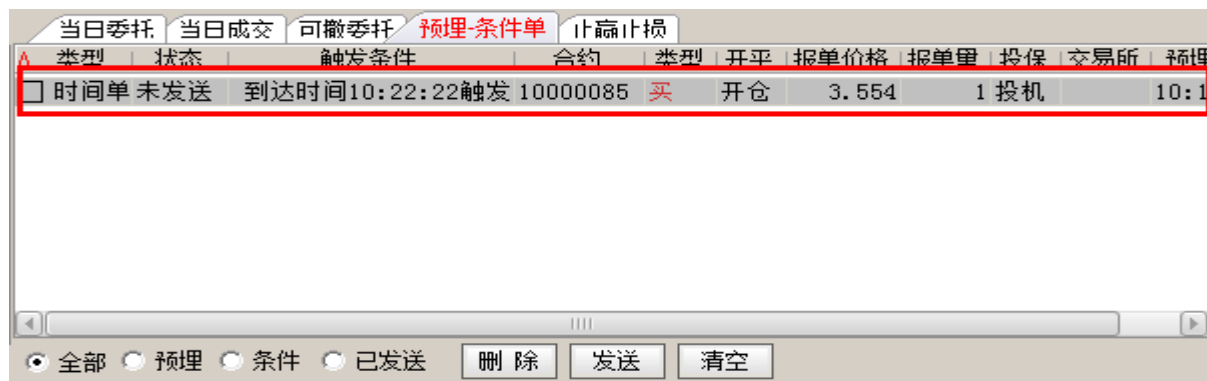 当日委托 当日成交 可撤委托 预埋-条件单 止赢止损
类型 状态 触发条件 合约 类型 开平 报单价格 报单量 投保 交易所 预埋
时间单 未发送 到达时间10:22:22触发 10000085 买 开仓 3.554 1 投机 10:1
全部 预埋 条件 已发送 删 除 发送 清空